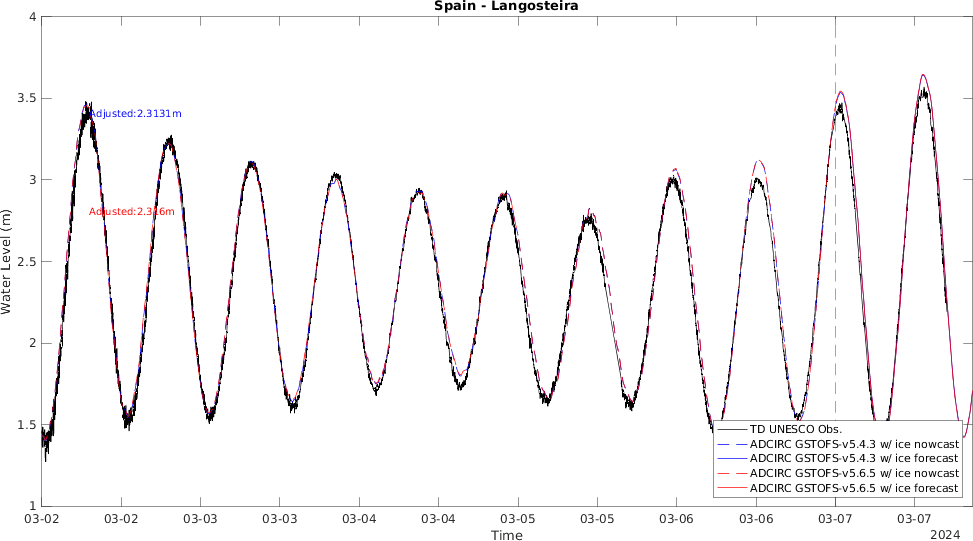 Spain - Langosteira
4
3.5
3
2.5
2
1.5
1
Water Level (m)
Adjusted:2.3131m
Adjusted:2.316m
TD UNESCO Obs.
ADCIRC GSTOFS-v5.4.3 w/ ice nowcast
ADCIRC GSTOFS-v5.4.3 w/ ice forecast
ADCIRC GSTOFS-v5.6.5 w/ ice nowcast
ADCIRC GSTOFS-v5.6.5 w/ ice forecast
03-02 03-02 03-03 03-03 03-04 03-04 03-05 03-05 03-06 03-06 03-07 03-07
Time
2024